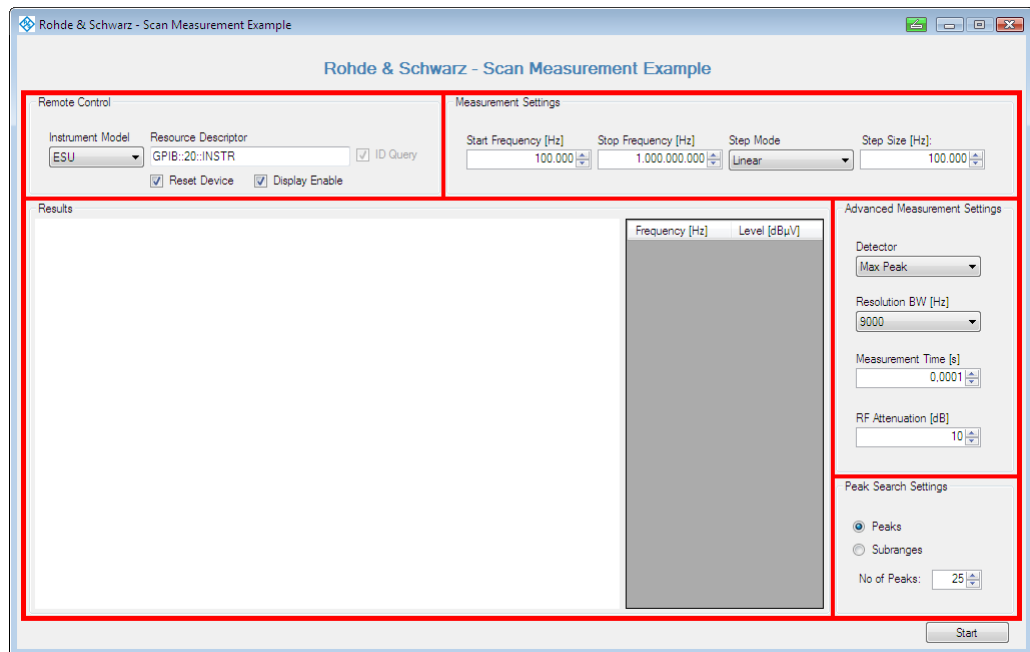 Rohde & Schwarz - Scan Measurement Example
Rohde & Schwarz - Scan Measurement Example
Remote Control
Instrument Model Resource Descriptor
ESU GPIB::20::INSTR ID Query
Reset Device Display Enable
Measurement Settings
Start Frequency [Hz] Stop Frequency [Hz] Step Mode Step Size [Hz]:
100.000 1.000.000.000 Linear 100.000
Results
Frequency [Hz] Level [dBµV]
Advanced Measurement Settings
Detector
Max Peak
Resolution BW [Hz]
9000
Measurement Time [s]
0,0001
RF Attenuation [dB]
10
Peak Search Settings
Peaks
Subranges
No of Peaks: 25
Start